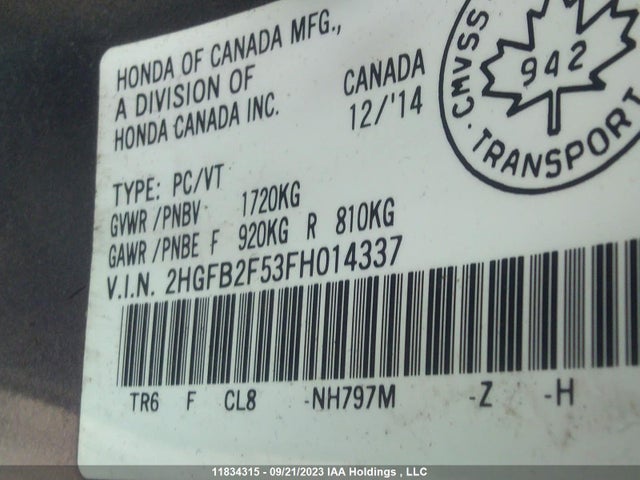 HONDA OF CANADA MFG.,
A DIVISION OF
HONDA CANADA INC.
CANADA
12/'14
CMVSS
942
TRANSPORT
TYPE: PC/VT
GVWR/PNBV 1720KG
GAWR/PNBE F 920KG R 810KG
V.I.N. 2HGFB2F53FH014337
TR6 F CL8 -NH797M -Z -H
11834315 - 09/21/2023 IAA Holdings , LLC